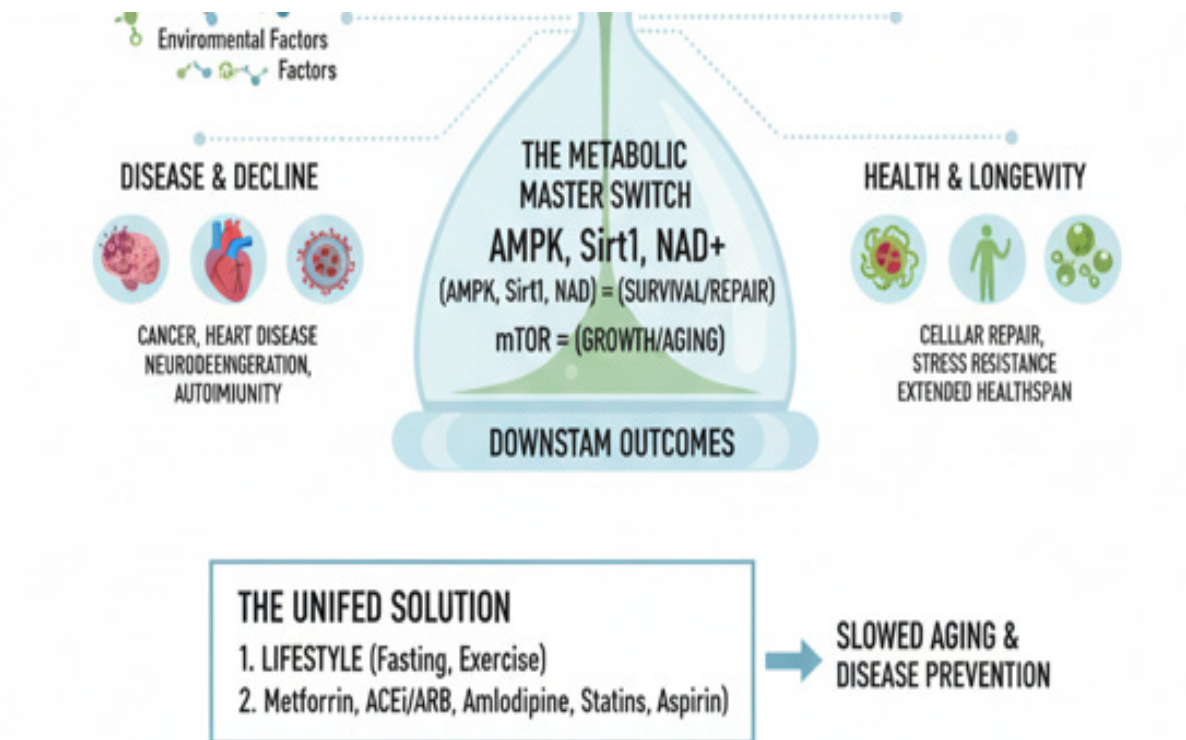 Enviromental Factors
Factors
DISEASE & DECLINE
CANCER, HEART DISEASE
NEURODEENGERATION,
AUTOIMIUNITY
THE METABOLIC
MASTER SWITCH
AMPK, Sirt1, NAD+
(AMPK, Sirt1, NAD) = (SURVIVAL/REPAIR)
mTOR = (GROWTH/AGING)
DOWNSTAM OUTCOMES
HEALTH & LONGEVITY
CELLLAR REPAIR,
STRESS RESISTANCE
EXTENDED HEALTHSPAN
THE UNIFED SOLUTION
1. LIFESTYLE (Fasting, Exercise)
2. Metforrin, ACEi/ARB, Amlodipine, Statins, Aspirin)
SLOWED AGING &
DISEASE PREVENTION